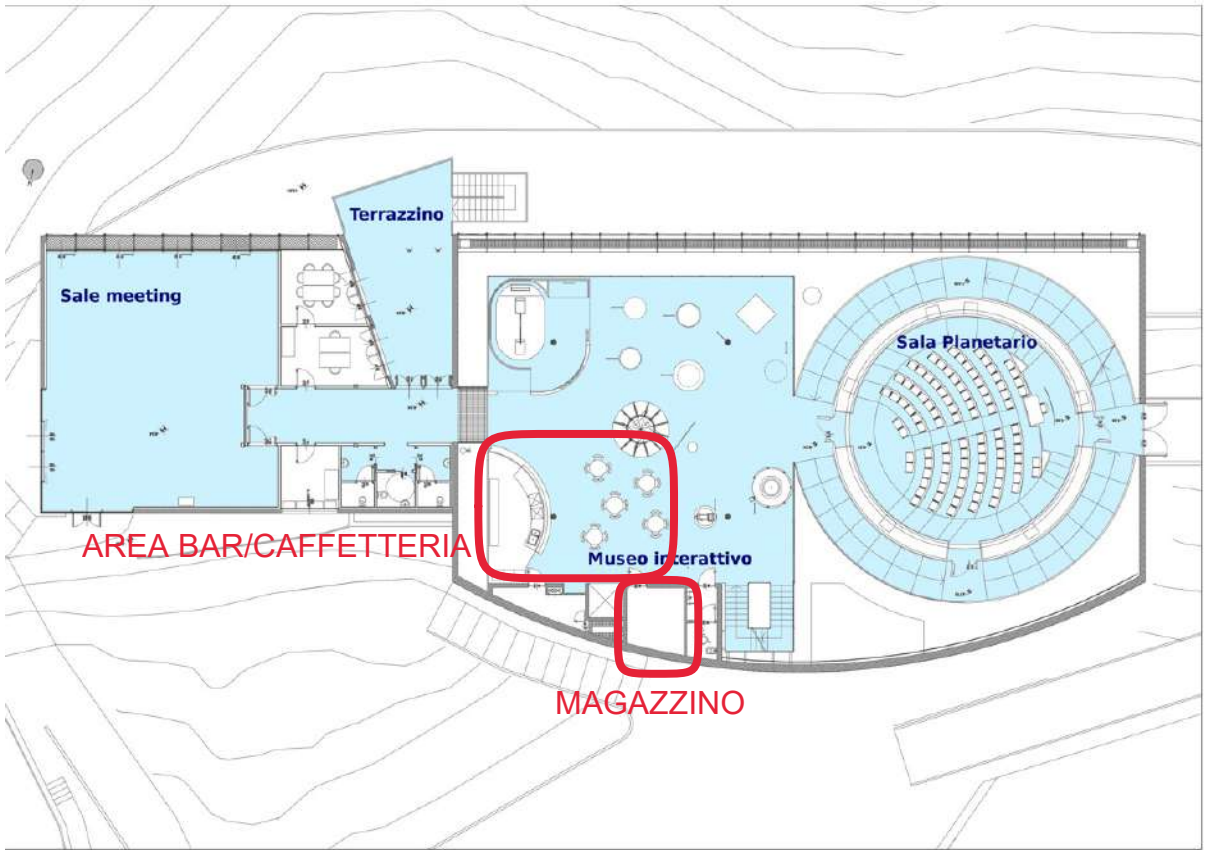 Terrazzino
Sale meeting
Sala Planetario
AREA BAR/CAFFETTERIA
Museo interattivo
MAGAZZINO